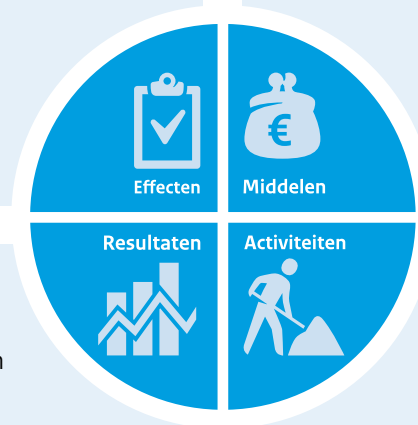 €
Effecten
Middelen
Resultaten
Activiteiten
n